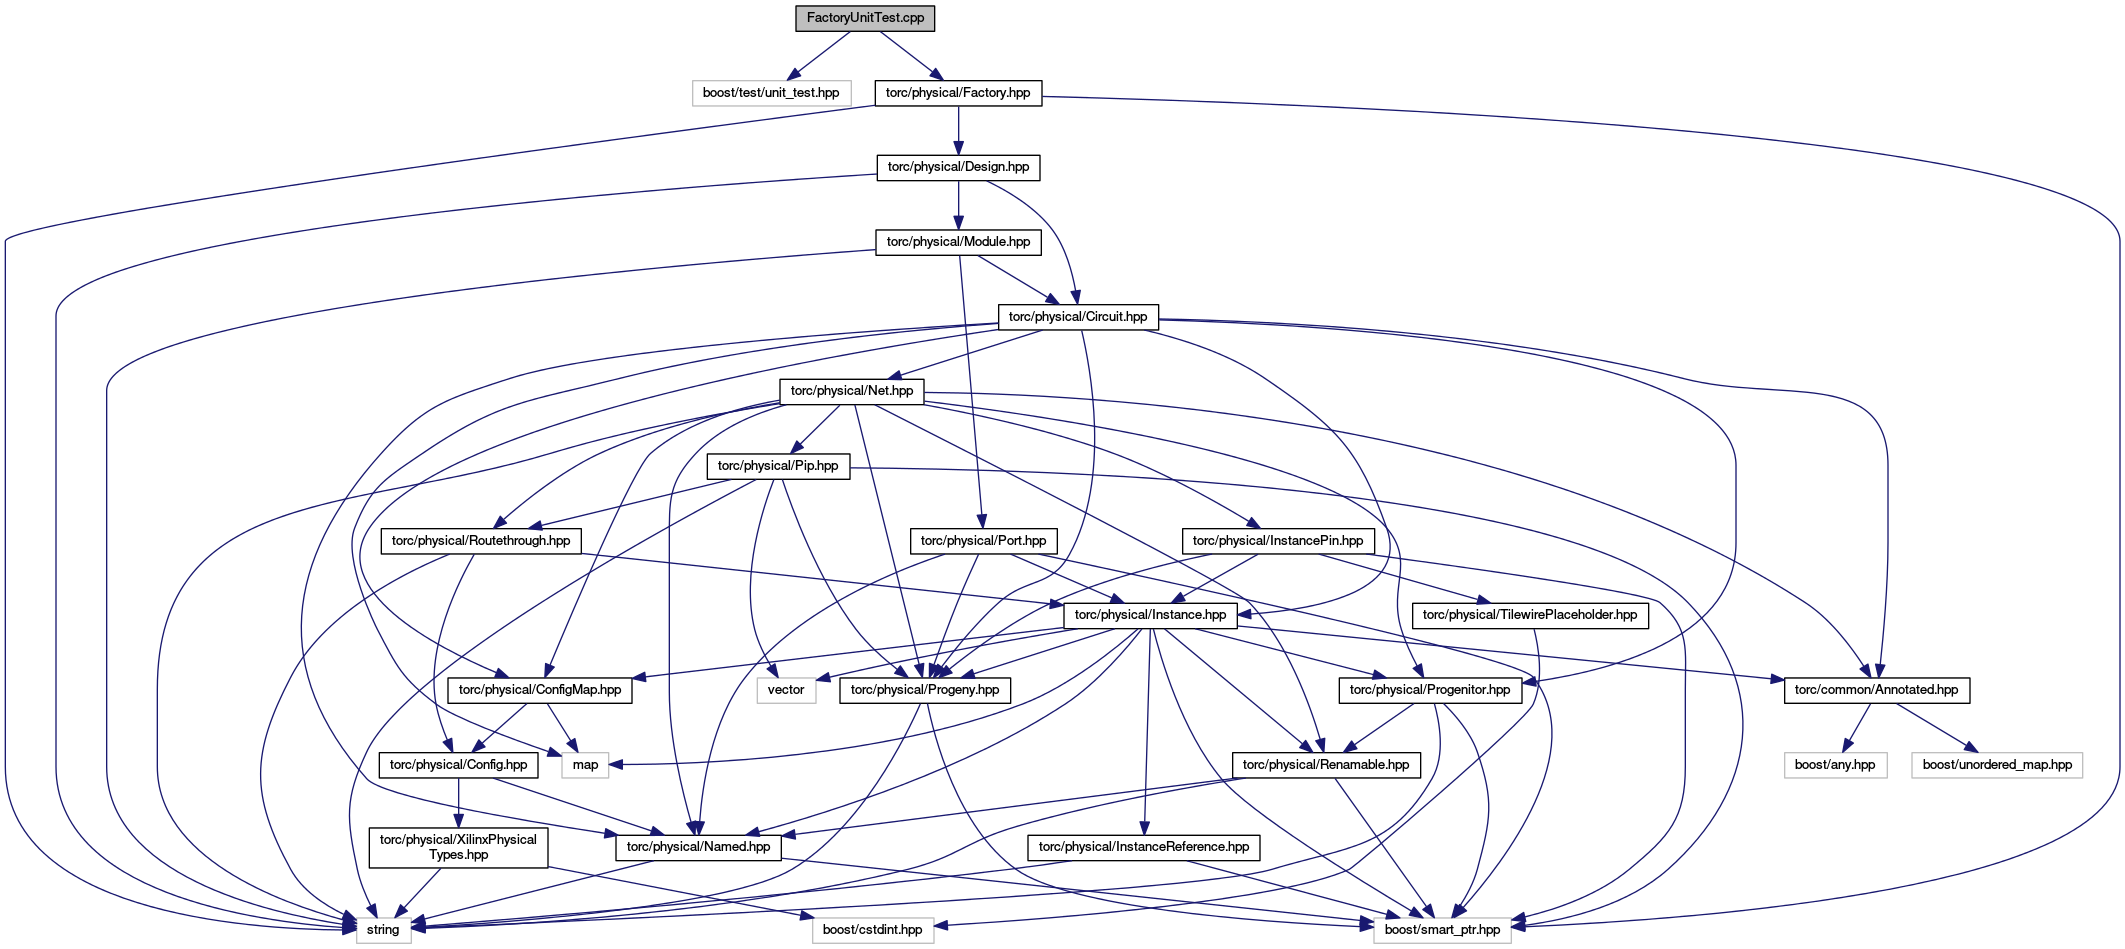 FactoryUnitTest.cpp
boost/test/unit_test.hpp
torc/physical/Factory.hpp
torc/physical/Design.hpp
torc/physical/Module.hpp
torc/physical/Circuit.hpp
torc/physical/Net.hpp
torc/physical/Pip.hpp
torc/physical/Routethrough.hpp
torc/physical/Port.hpp
torc/physical/InstancePin.hpp
torc/physical/Instance.hpp
torc/physical/TilewirePlaceholder.hpp
torc/physical/ConfigMap.hpp
vector
torc/physical/Progeny.hpp
torc/physical/Progenitor.hpp
torc/common/Annotated.hpp
torc/physical/Config.hpp
map
torc/physical/Renamable.hpp
boost/any.hpp
boost/unordered_map.hpp
torc/physical/XilinxPhysical
Types.hpp
torc/physical/Named.hpp
torc/physical/InstanceReference.hpp
string
boost/cstdint.hpp
boost/smart_ptr.hpp